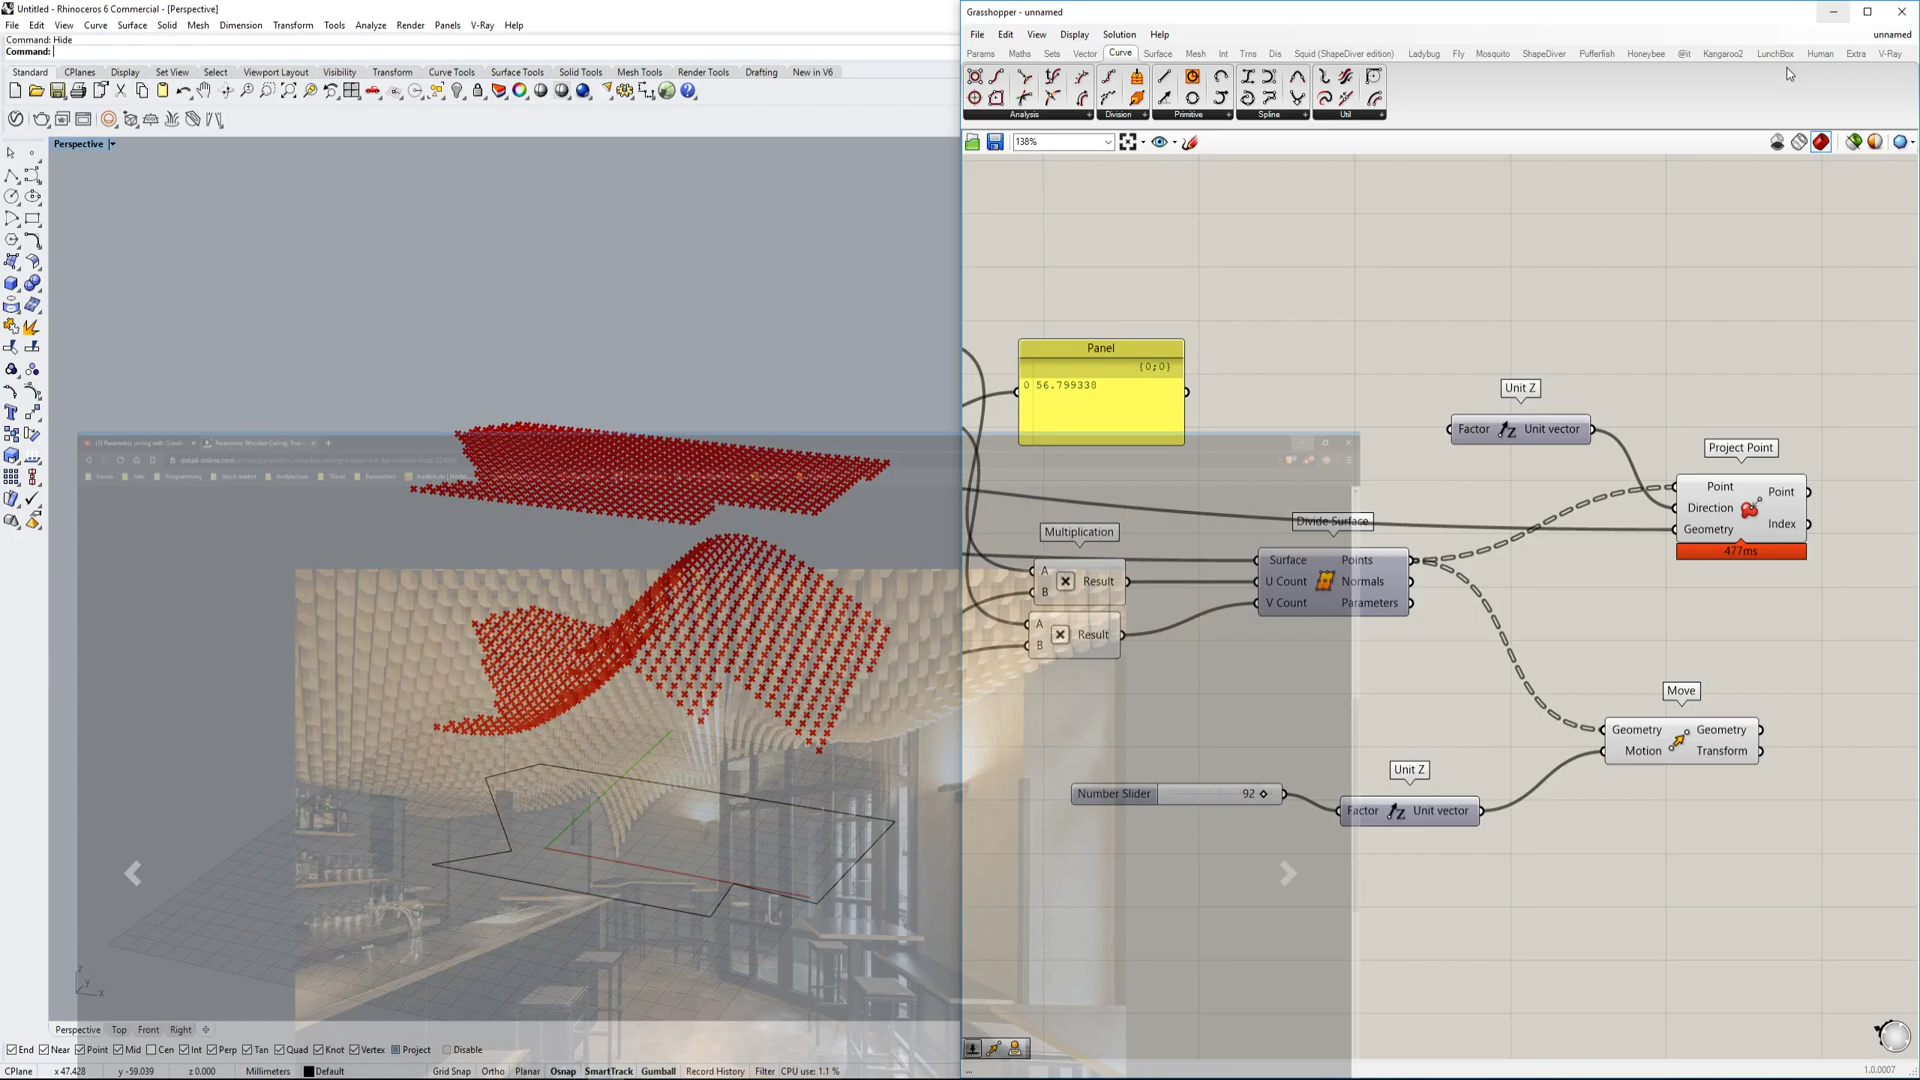 Untitled - Rhinoceros 6 Commercial - [Perspective]
File Edit View Curve Surface Solid Mesh Dimension Transform Tools Analyze Render Panels V-Ray Help
Command: Hide
Command:
Standard CPlanes Display Set View Select Viewport Layout Visibility Transform Curve Tools Surface Tools Solid Tools Mesh Tools Render Tools Drafting New in V6
Perspective
Grasshopper - unnamed
File Edit View Display Solution Help
unnamed
Params Maths Sets Vector Curve Surface Mesh Int Trns Dis Squid (ShapeDiver edition) Ladybug Fly Mosquito ShapeDiver Pufferfish Honeybee @it Kangaroo2 LunchBox Human Extra V-Ray
Analysis Division Primitive Spline Util
138%
Panel
{0;0}
0 56.799338
Unit Z
Factor Unit vector
Project Point
Point Point
Direction
Index
Geometry
477ms
Multiplication
A
B
Result
A
B
Result
Divide Surface
Surface Points
U Count Normals
V Count Parameters
Move
Geometry Geometry
Motion Transform
Unit Z
Number Slider 92
Factor Unit vector
z
y
x
Perspective Top Front Right
End Near Point Mid Cen Int Perp Tan Quad Knot Vertex Project Disable
CPlane x 47.428 y -59.039 z 0.000 Millimeters Default Grid Snap Ortho Planar Osnap SmartTrack Gumball Record History Filter CPU use: 1.1 %
...
1.0.0007